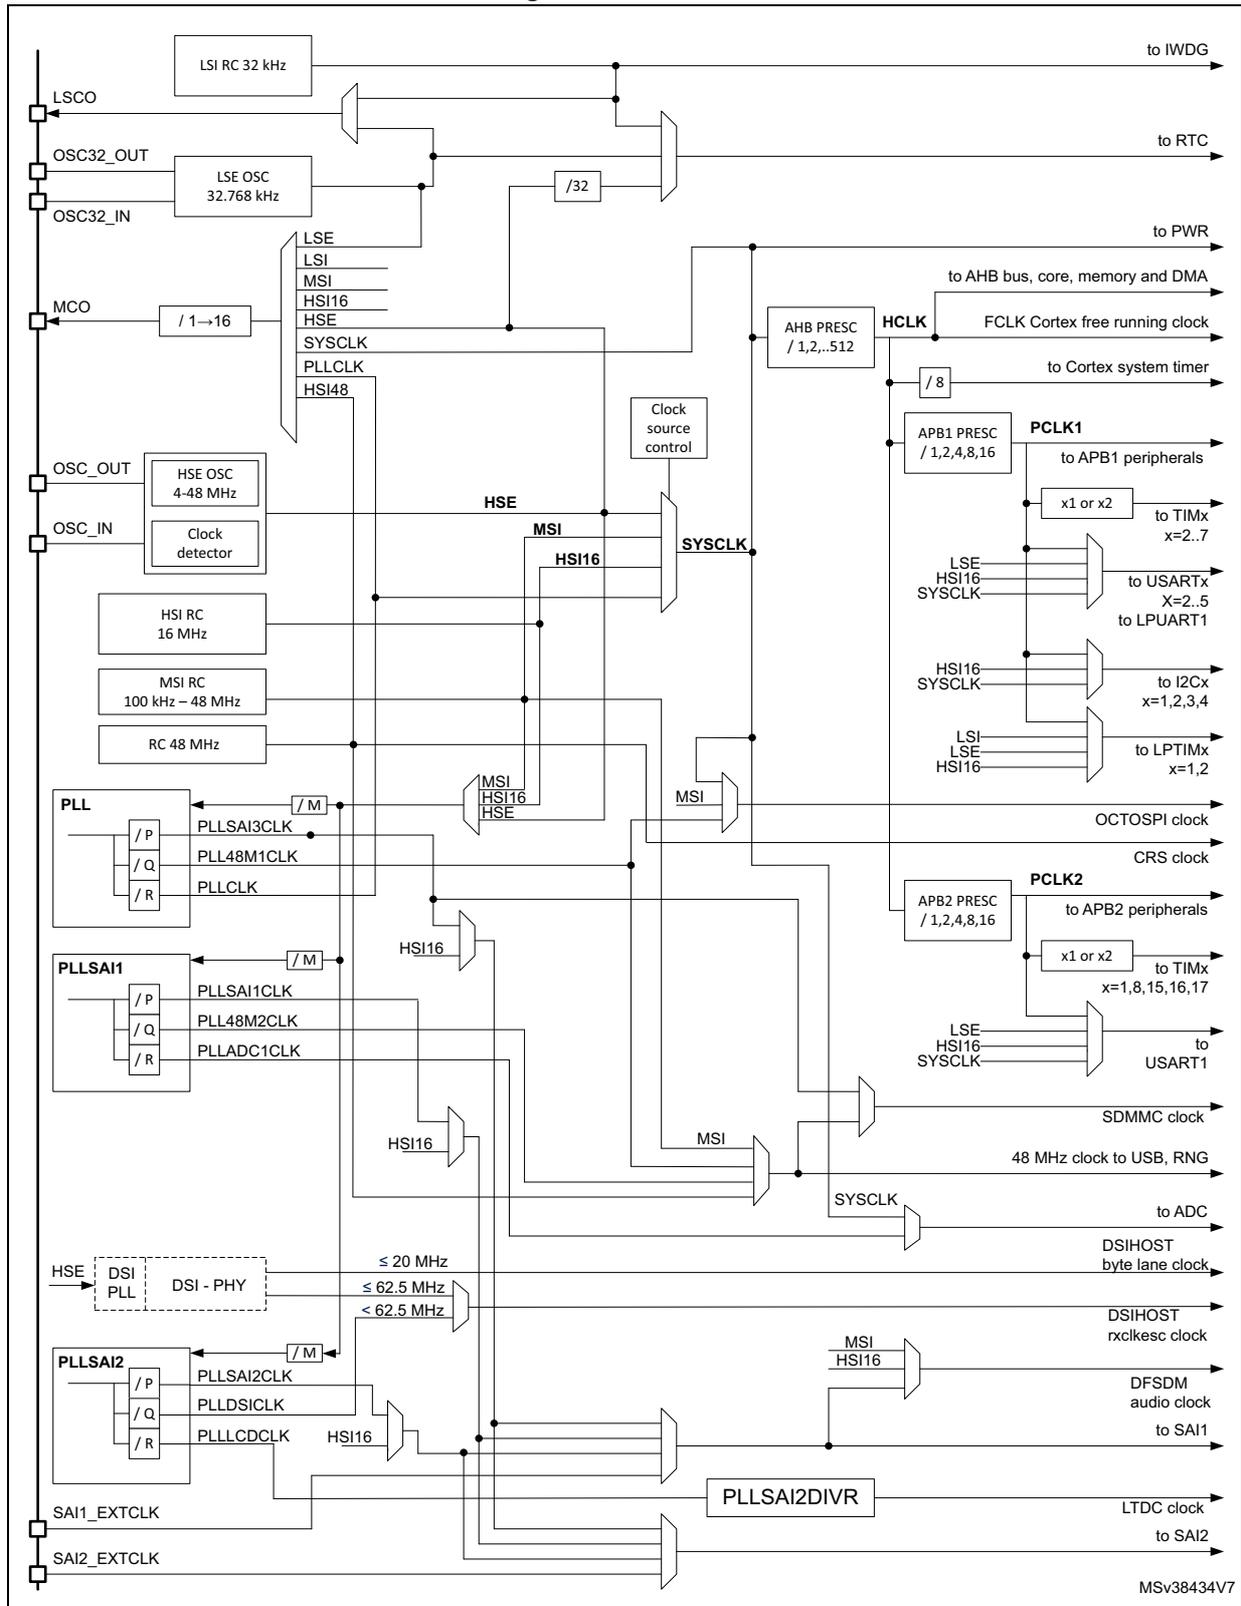 LSI RC 32 kHz
to IWDG
LSCO
OSC32_OUT
to RTC
LSE OSC
32.768 kHz
/32
OSC32_IN
LSE
LSI
MSI
HSI16
HSE
SYSCLK
PLLCLK
HSI48
MCO
/ 1→16
to PWR
to AHB bus, core, memory and DMA
AHB PRESC
/ 1,2,..512
HCLK
FCLK Cortex free running clock
to Cortex system timer
/ 8
Clock
source
control
APB1 PRESC
/ 1,2,4,8,16
PCLK1
to APB1 peripherals
OSC_OUT
HSE OSC
4-48 MHz
OSC_IN
Clock
detector
HSE
MSI
HSI16
SYSCLK
x1 or x2
to TIMx
x=2..7
LSE
HSI16
SYSCLK
to USARTx
X=2..5
to LPUART1
HSI RC
16 MHz
HSI16
SYSCLK
to I2Cx
x=1,2,3,4
MSI RC
100 kHz – 48 MHz
RC 48 MHz
LSI
LSE
HSI16
to LPTIMx
x=1,2
MSI
HSI16
HSE
MSI
OCTOSPI clock
CRS clock
PLL
/ M
/ P
PLLSAI3CLK
/ Q
PLL48M1CLK
/ R
PLLCLK
HSI16
APB2 PRESC
/ 1,2,4,8,16
PCLK2
to APB2 peripherals
x1 or x2
to TIMx
x=1,8,15,16,17
PLLSAI1
/ M
/ P
PLLSAI1CLK
/ Q
PLL48M2CLK
/ R
PLLADC1CLK
LSE
HSI16
SYSCLK
to
USART1
SDMMC clock
HSI16
MSI
48 MHz clock to USB, RNG
SYSCLK
to ADC
HSE
DSI
PLL
DSI - PHY
≤ 20 MHz
≤ 62.5 MHz
< 62.5 MHz
DSIHOST
byte lane clock
DSIHOST
rxclkesc clock
PLLSAI2
/ M
/ P
PLLSAI2CLK
/ Q
PLLDSICLK
/ R
PLLLCDCLK
HSI16
MSI
HSI16
DFSDM
audio clock
to SAI1
PLLSAI2DIVR
LTDC clock
SAI1_EXTCLK
to SAI2
SAI2_EXTCLK
MSv38434V7